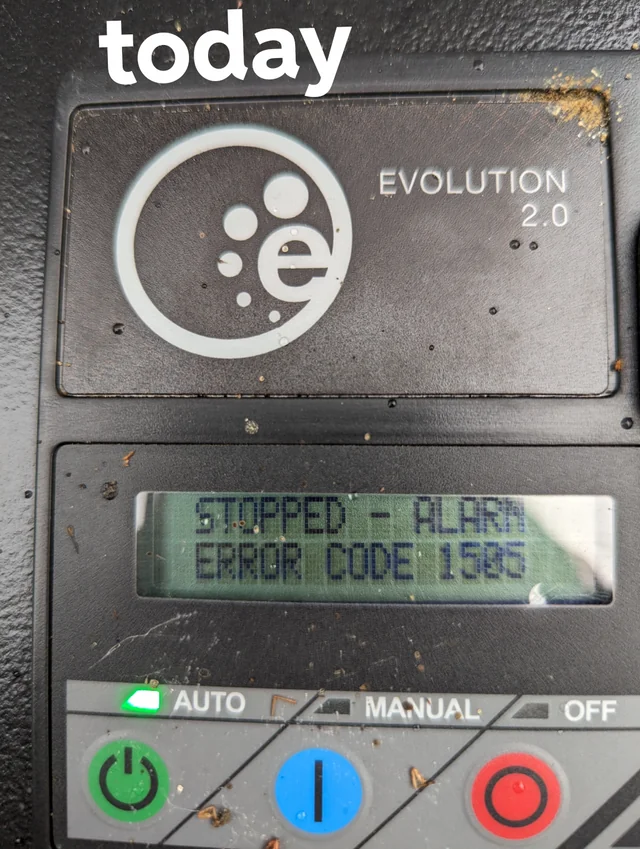 today
EVOLUTION
2.0
e
STOPPED - ALARM
ERROR CODE 1505
AUTO
MANUAL
OFF